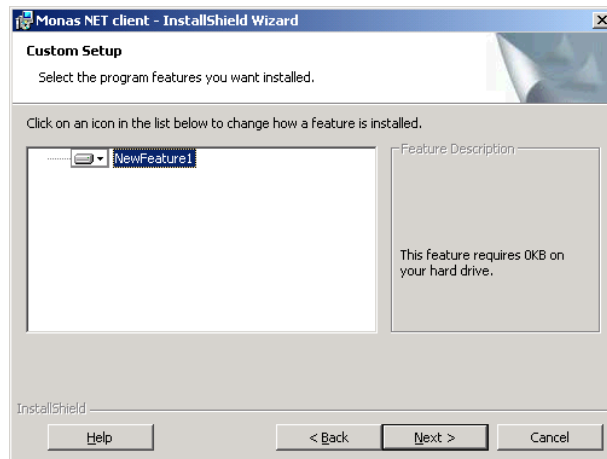 Monas NET client - InstallShield Wizard
Custom Setup
Select the program features you want installed.
Click on an icon in the list below to change how a feature is installed.
NewFeature1
Feature Description
This feature requires 0KB on
your hard drive.
InstallShield
Help
< Back
Next >
Cancel